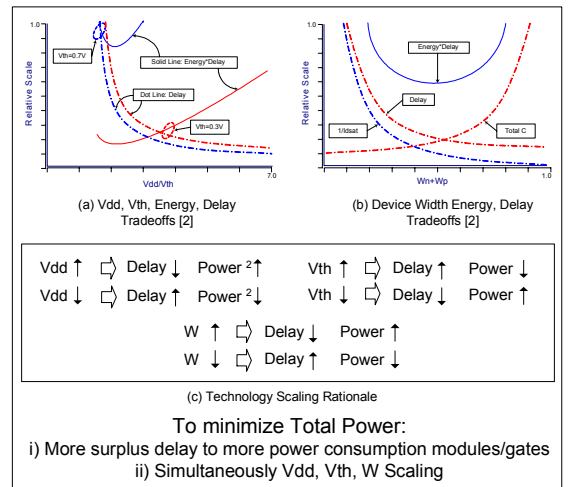 1.0
Vth=0.7V
Solid Line: Energy*Delay
Dot Line: Delay
Vth=0.3V
Relative Scale
Vdd/Vth
7.0
(a) Vdd, Vth, Energy, Delay
Tradeoffs [2]
1.0
Energy*Delay
Delay
1/Idsat
Total C
Relative Scale
Wn+Wp
1.0
(b) Device Width Energy, Delay
Tradeoffs [2]
Vdd ↑ ⇨ Delay ↓ Power ² ↑
Vdd ↓ ⇨ Delay ↑ Power ² ↓
Vth ↑ ⇨ Delay ↑ Power ↓
Vth ↓ ⇨ Delay ↓ Power ↑
W ↑ ⇨ Delay ↓ Power ↑
W ↓ ⇨ Delay ↑ Power ↓
(c) Technology Scaling Rationale
To minimize Total Power:
i) More surplus delay to more power consumption modules/gates
ii) Simultaneously Vdd, Vth, W Scaling